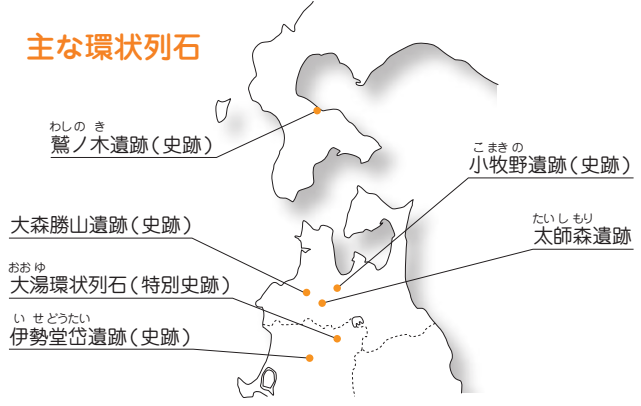 主な環状列石
わしの き
鷲ノ木遺跡（史跡）
こまきの
小牧野遺跡（史跡）
大森勝山遺跡（史跡）
たいしもり
太師森遺跡
おおゆ
大湯環状列石（特別史跡）
い せどうたい
伊勢堂岱遺跡（史跡）